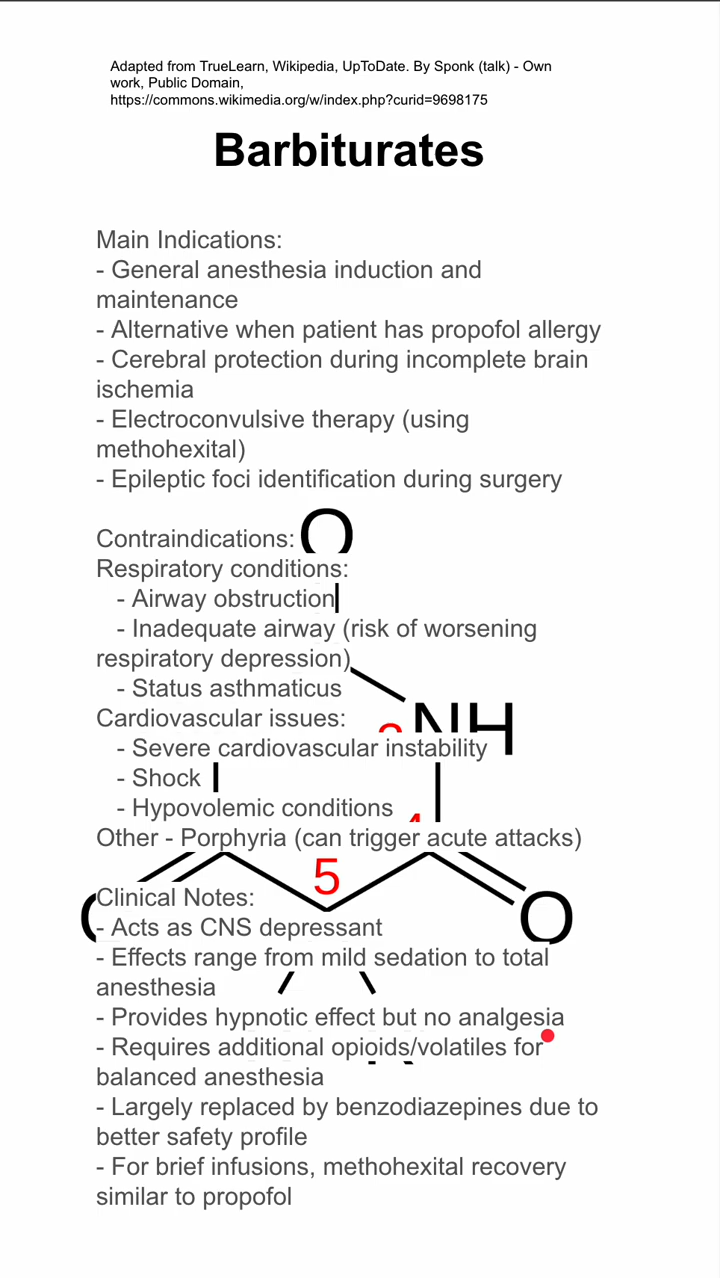 Adapted from TrueLearn, Wikipedia, UpToDate. By Sponk (talk) - Own
work, Public Domain,
https://commons.wikimedia.org/w/index.php?curid=9698175
Barbiturates
Main Indications:
- General anesthesia induction and
maintenance
- Alternative when patient has propofol allergy
- Cerebral protection during incomplete brain
ischemia
- Electroconvulsive therapy (using
methohexital)
- Epileptic foci identification during surgery
Contraindications:
O
Respiratory conditions:
- Airway obstruction
- Inadequate airway (risk of worsening
respiratory depression)
- Status asthmaticus
Cardiovascular issues:
NH
- Severe cardiovascular instability
- Shock
- Hypovolemic conditions
Other - Porphyria (can trigger acute attacks)
5
Clinical Notes:
O
- Acts as CNS depressant
- Effects range from mild sedation to total
anesthesia
- Provides hypnotic effect but no analgesia
- Requires additional opioids/volatiles for
balanced anesthesia
- Largely replaced by benzodiazepines due to
better safety profile
- For brief infusions, methohexital recovery
similar to propofol